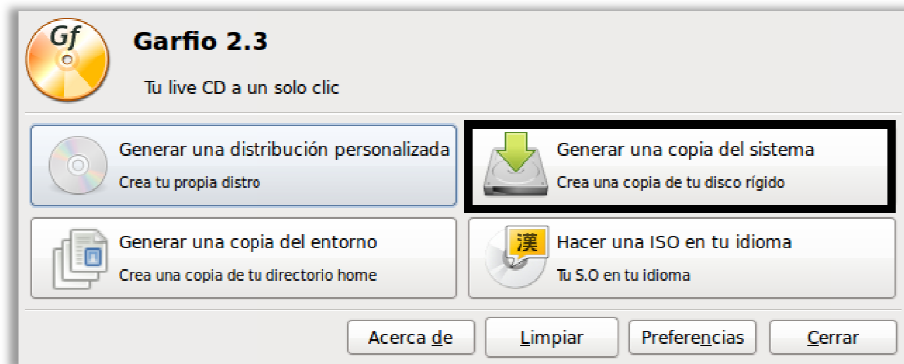 Gf
Garfio 2.3
Tu live CD a un solo clic
Generar una distribución personalizada
Crea tu propia distro
Generar una copia del sistema
Crea una copia de tu disco rígido
Generar una copia del entorno
Crea una copia de tu directorio home
漢
Hacer una ISO en tu idioma
Tu S.O en tu idioma
Acerca de
Limpiar
Preferencias
Cerrar